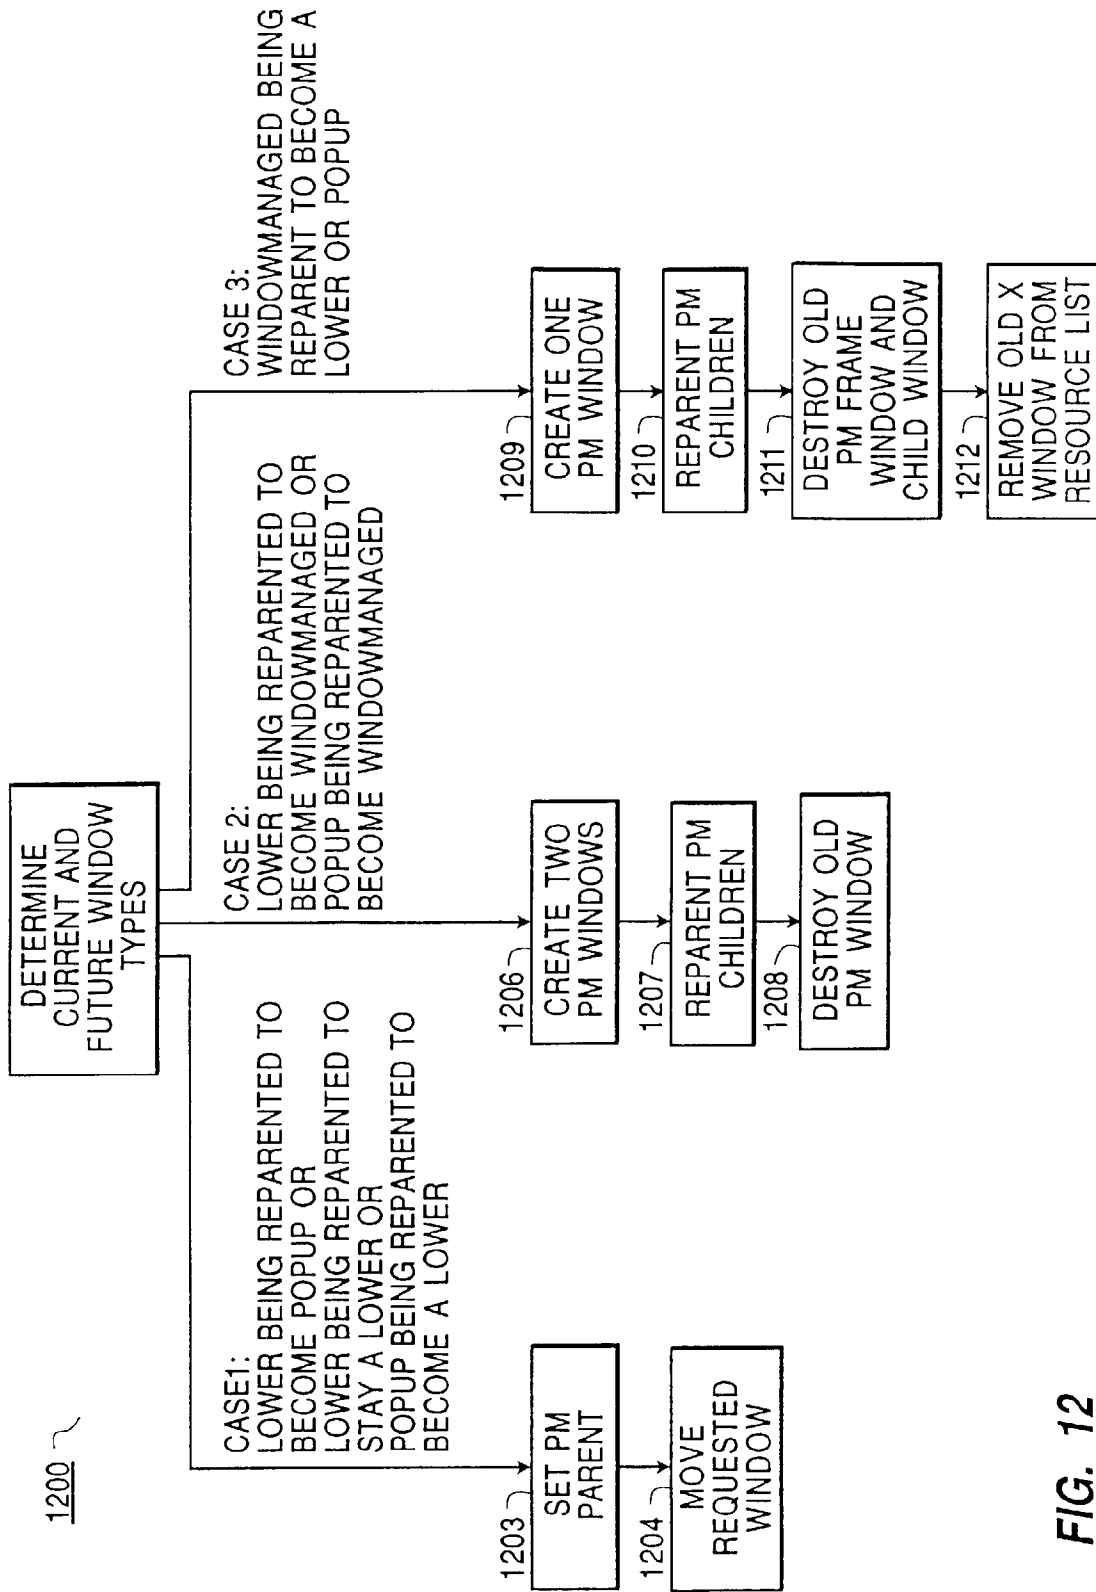 1200
DETERMINE
CURRENT AND
FUTURE WINDOW
TYPES
CASE1:
LOWER BEING REPARENTED TO
BECOME POPUP OR
LOWER BEING REPARENTED TO
STAY A LOWER OR
POPUP BEING REPARENTED TO
BECOME A LOWER
1203
SET PM
PARENT
1204
MOVE
REQUESTED
WINDOW
CASE 2:
LOWER BEING REPARENTED TO
BECOME WINDOWMANAGED OR
POPUP BEING REPARENTED TO
BECOME WINDOWMANAGED
1206
CREATE TWO
PM WINDOWS
1207
REPARENT PM
CHILDREN
1208
DESTROY OLD
PM WINDOW
CASE 3:
WINDOWMANAGED BEING
REPARENT TO BECOME A
LOWER OR POPUP
1209
CREATE ONE
PM WINDOW
1210
REPARENT PM
CHILDREN
1211
DESTROY OLD
PM FRAME
WINDOW AND
CHILD WINDOW
1212
REMOVE OLD X
WINDOW FROM
RESOURCE LIST
FIG. 12